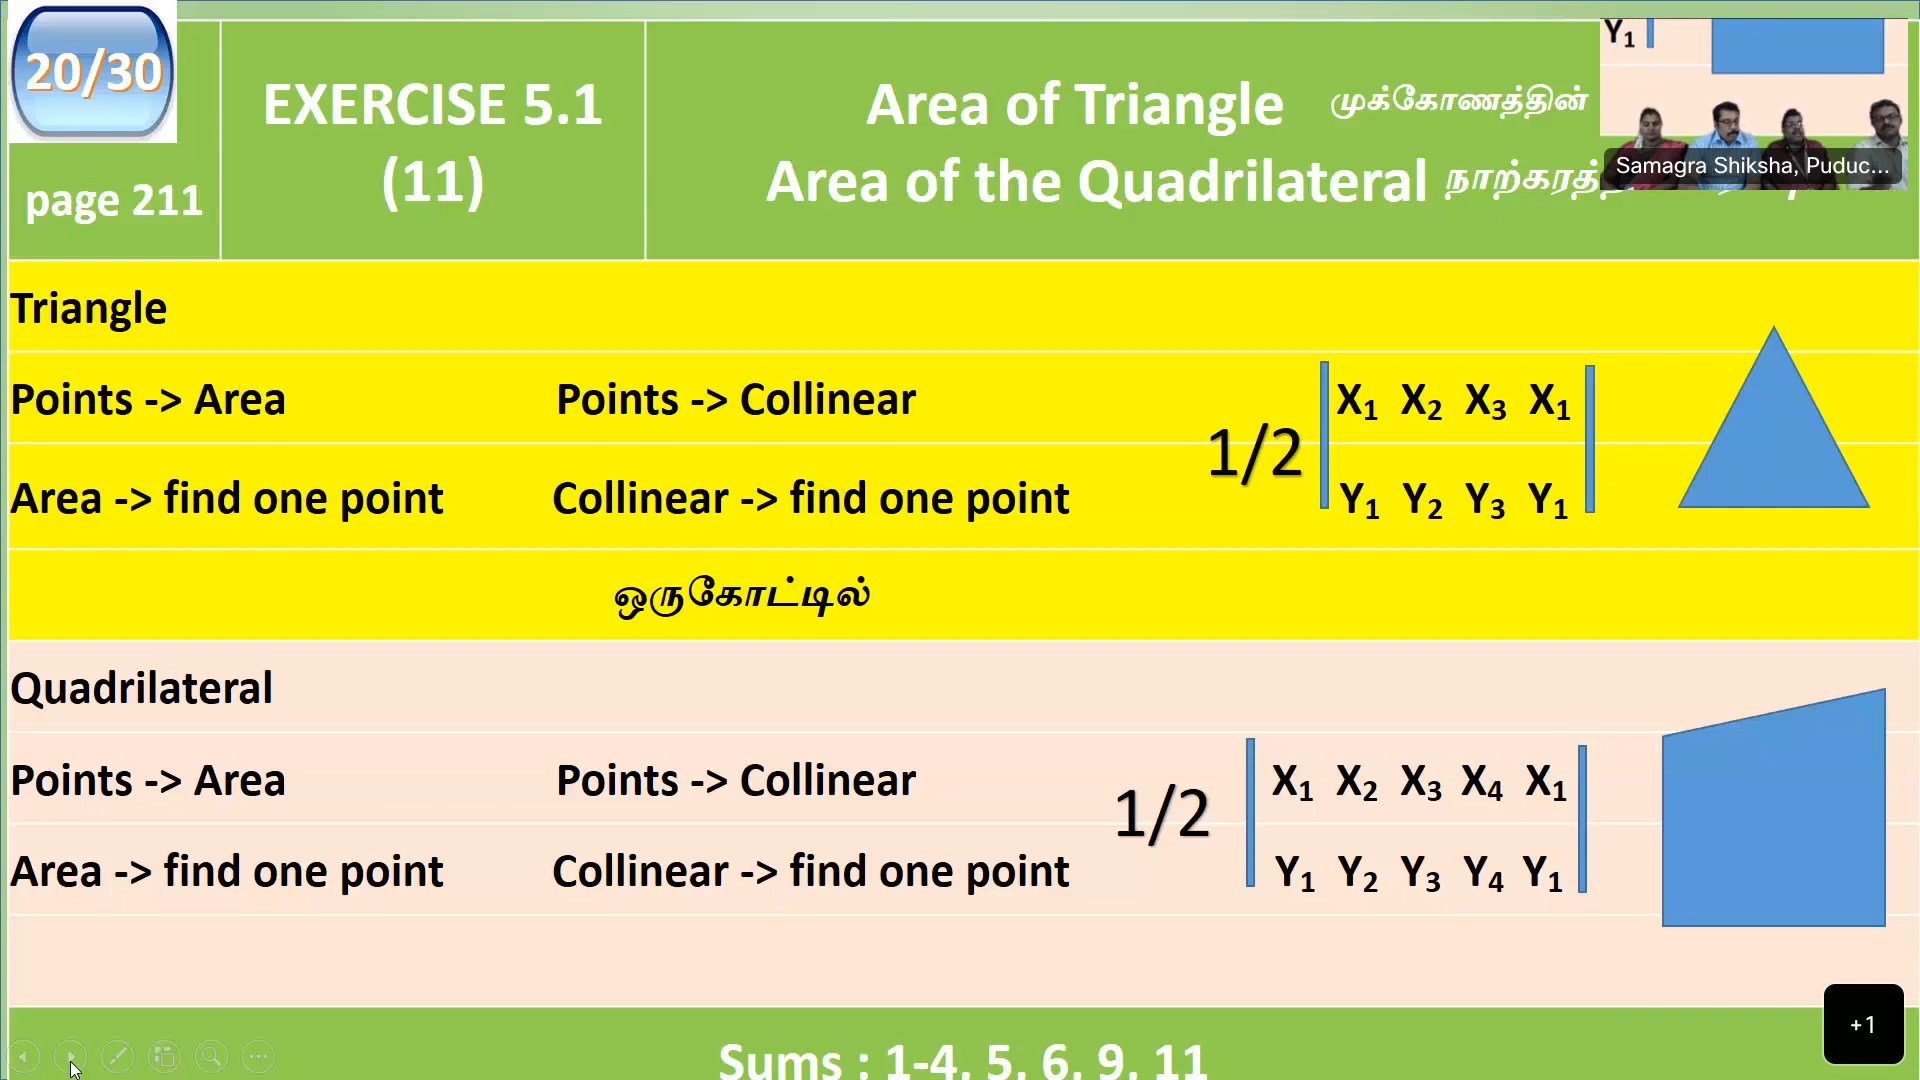 20/30
page 211
EXERCISE 5.1
(11)
Area of Triangle முக்கோணத்தின்
Area of the Quadrilateral
Y₁
Samagra Shiksha, Puduc...
Triangle
Points -> Area Points -> Collinear
Area -> find one point Collinear -> find one point
1/2
X₁ X₂ X₃ X₁
Y₁ Y₂ Y₃ Y₁
ஒருகோட்டில்
Quadrilateral
Points -> Area Points -> Collinear
Area -> find one point Collinear -> find one point
1/2
X₁ X₂ X₃ X₄ X₁
Y₁ Y₂ Y₃ Y₄ Y₁
Sums : 1-4, 5, 6, 9, 11
+1